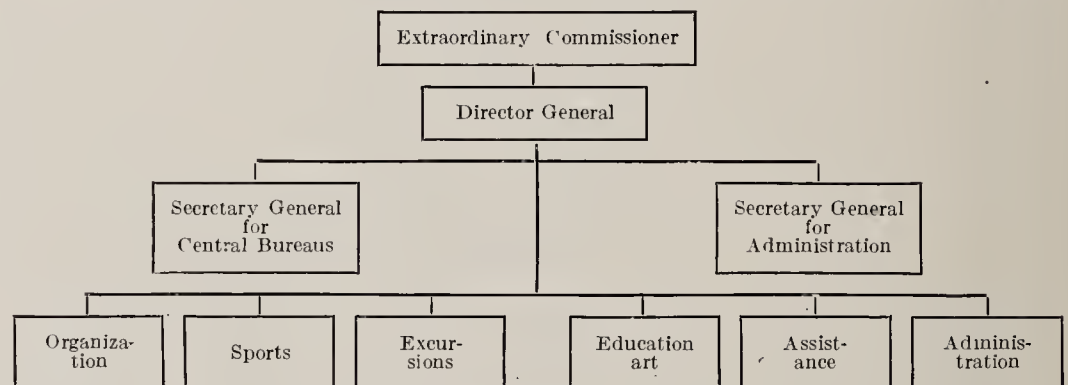 Extraordinary Commissioner
Director General
Secretary General
for
Central Bureaus
Secretary General
for
Administration
Organiza-
tion
Sports
Excur-
sions
Education
art
Assist-
ance
Adminis-
tration